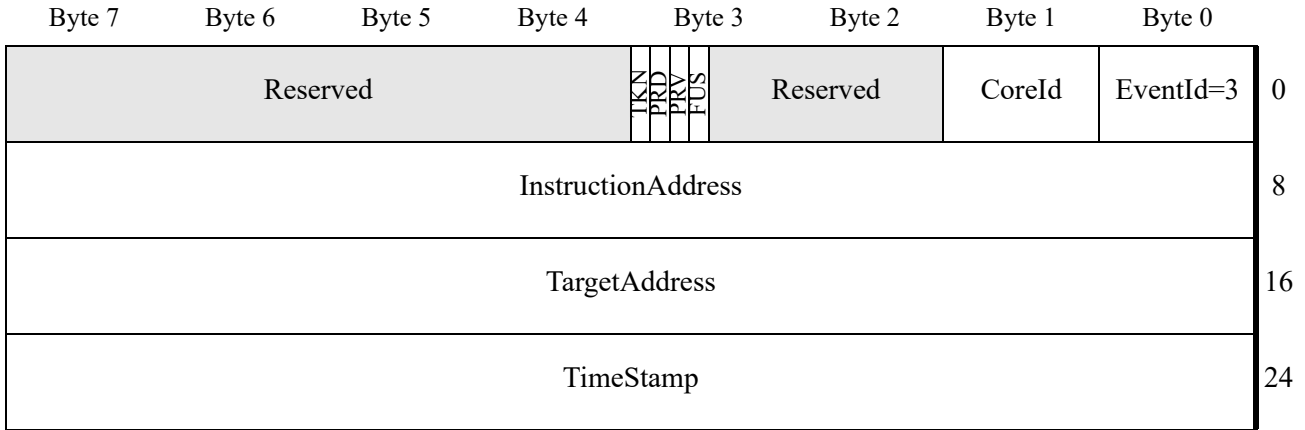 Byte 7 Byte 6 Byte 5 Byte 4 Byte 3 Byte 2 Byte 1 Byte 0
Reserved TKN PRD PRV FUS Reserved CoreId EventId=3 0
InstructionAddress 8
TargetAddress 16
TimeStamp 24